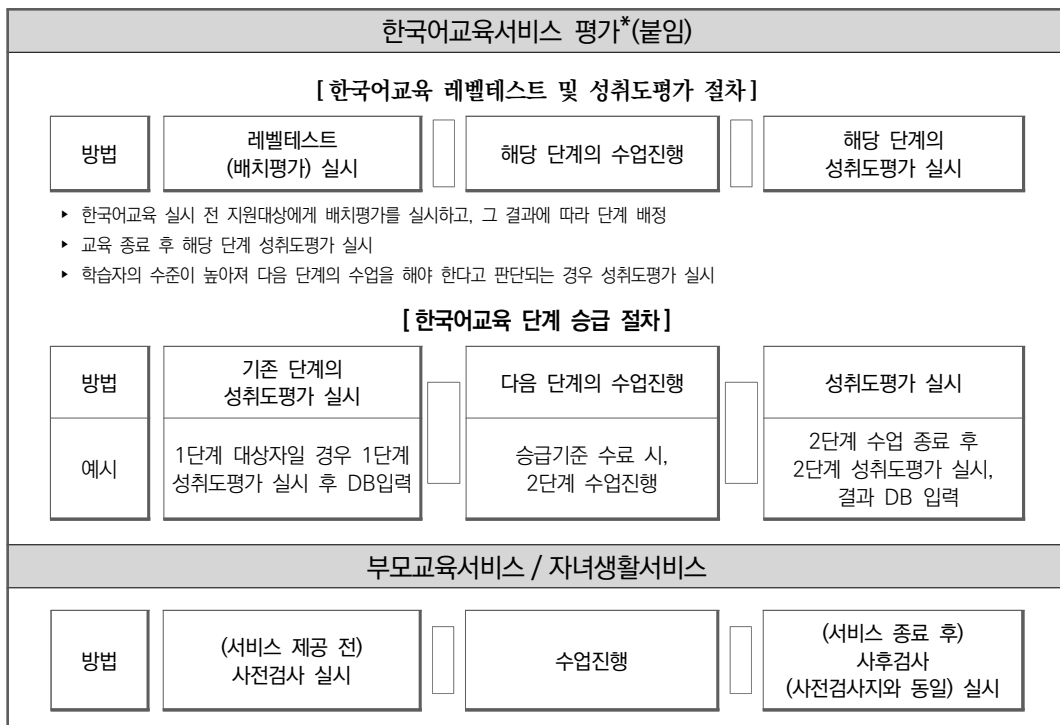 한국어교육서비스 평가*(붙임)
[한국어교육 레벨테스트 및 성취도평가 절차]
방법
레벨테스트
(배치평가) 실시
해당 단계의 수업진행
해당 단계의
성취도평가 실시
▸ 한국어교육 실시 전 지원대상에게 배치평가를 실시하고, 그 결과에 따라 단계 배정
▸ 교육 종료 후 해당 단계 성취도평가 실시
▸ 학습자의 수준이 높아져 다음 단계의 수업을 해야 한다고 판단되는 경우 성취도평가 실시
[한국어교육 단계 승급 절차]
방법
기존 단계의
성취도평가 실시
다음 단계의 수업진행
성취도평가 실시
예시
1단계 대상자일 경우 1단계
성취도평가 실시 후 DB입력
승급기준 수료 시,
2단계 수업진행
2단계 수업 종료 후
2단계 성취도평가 실시,
결과 DB 입력
부모교육서비스 / 자녀생활서비스
방법
(서비스 제공 전)
사전검사 실시
수업진행
(서비스 종료 후)
사후검사
(사전검사지와 동일) 실시